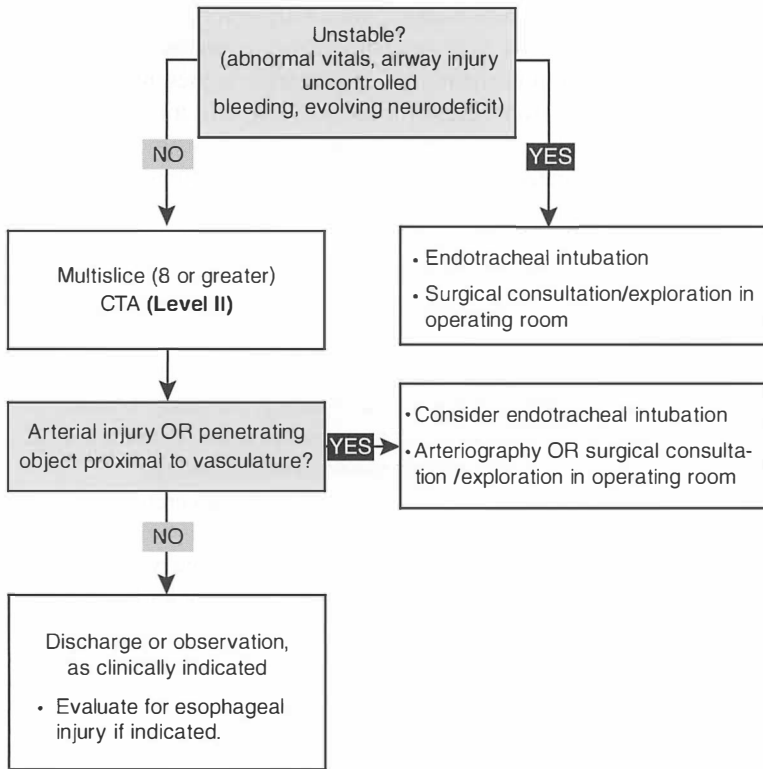 Unstable?
(abnormal vitals, airway injury
uncontrolled
bleeding, evolving neurodeficit)
NO
YES
Multislice (8 or greater)
CTA (Level II)
• Endotracheal intubation
• Surgical consultation/exploration in
operating room
Arterial injury OR penetrating
object proximal to vasculature?
YES
• Consider endotracheal intubation
• Arteriography OR surgical consulta-
tion /exploration in operating room
NO
Discharge or observation,
as clinically indicated
• Evaluate for esophageal
injury if indicated.